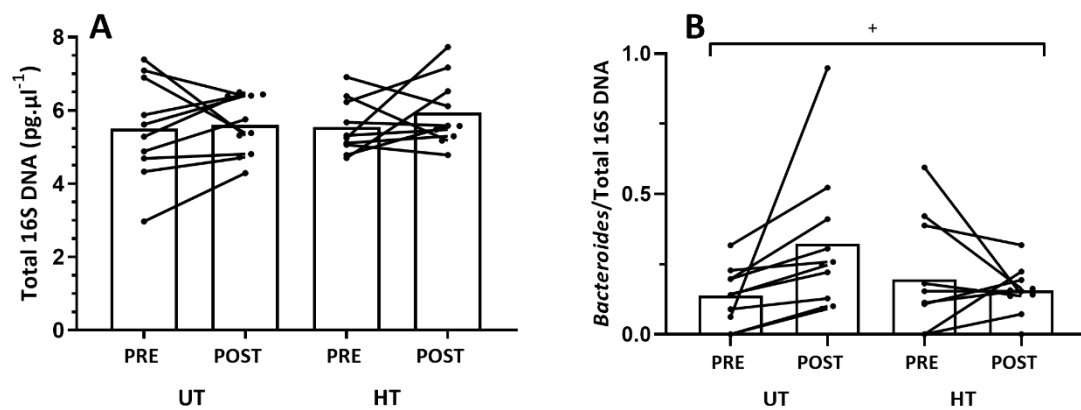 A
Total 16S DNA (pg.µl⁻¹)
8
6
4
2
0
PRE POST PRE POST
UT HT
B
+
Bacteroides/Total 16S DNA
1.0
0.5
0.0
PRE POST PRE POST
UT HT